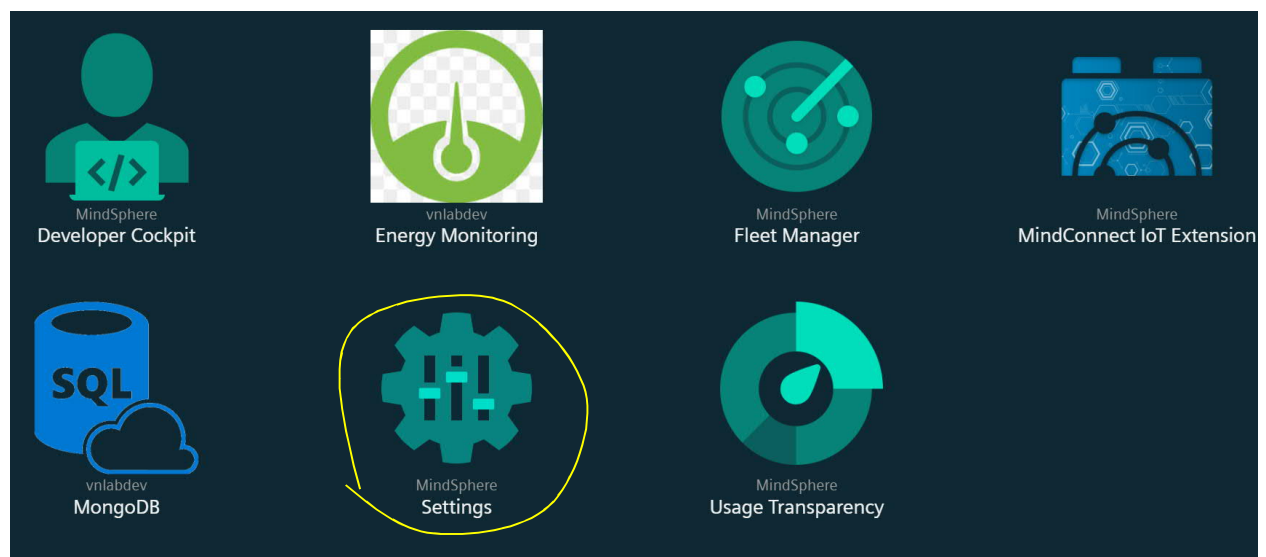 </>
MindSphere
Developer Cockpit
vnlabdev
Energy Monitoring
MindSphere
Fleet Manager
MindSphere
MindConnect IoT Extension
SQL
vnlabdev
MongoDB
MindSphere
Settings
MindSphere
Usage Transparency